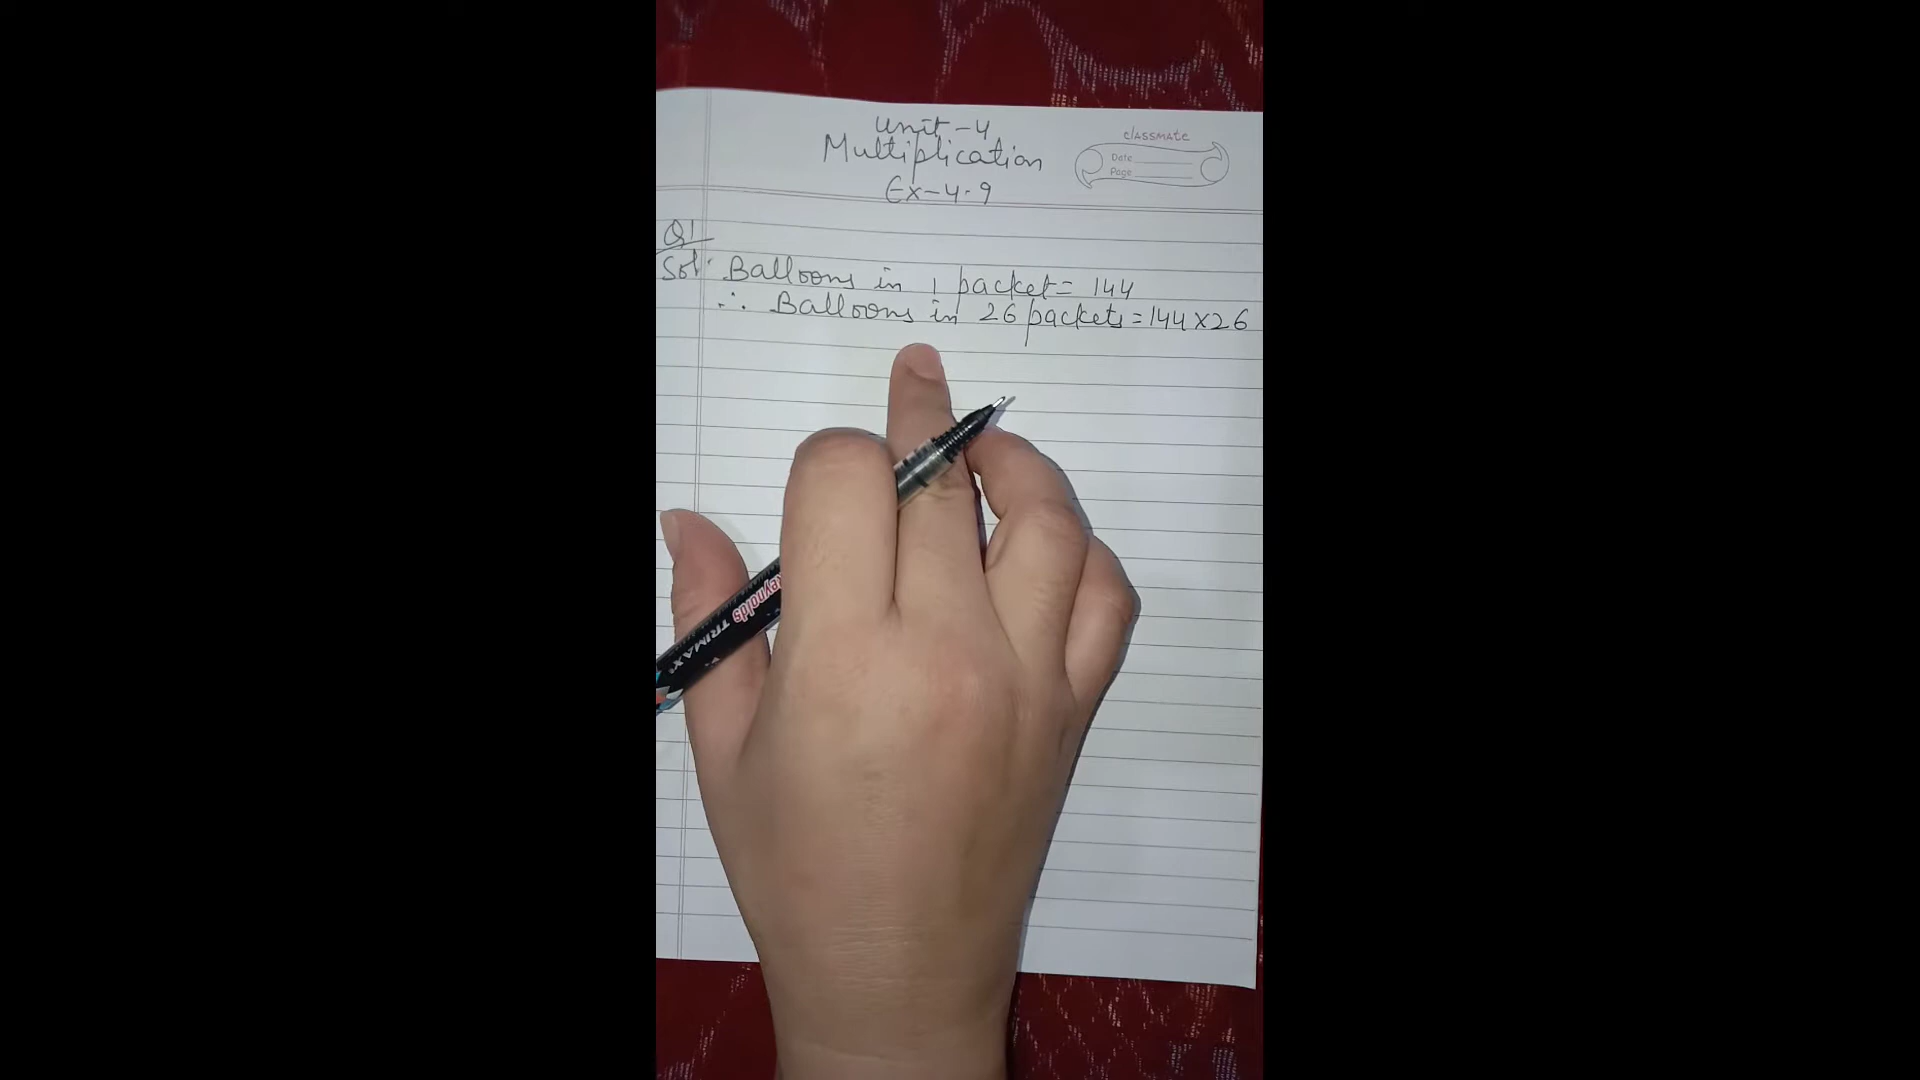 Unit-4
Multiplication
Ex-4.9
classmate
Date
Page
Q1
Sol. Balloons in 1 packet = 144
∴ Balloons in 26 packets = 144 x 26
Reynolds
TRIMAX